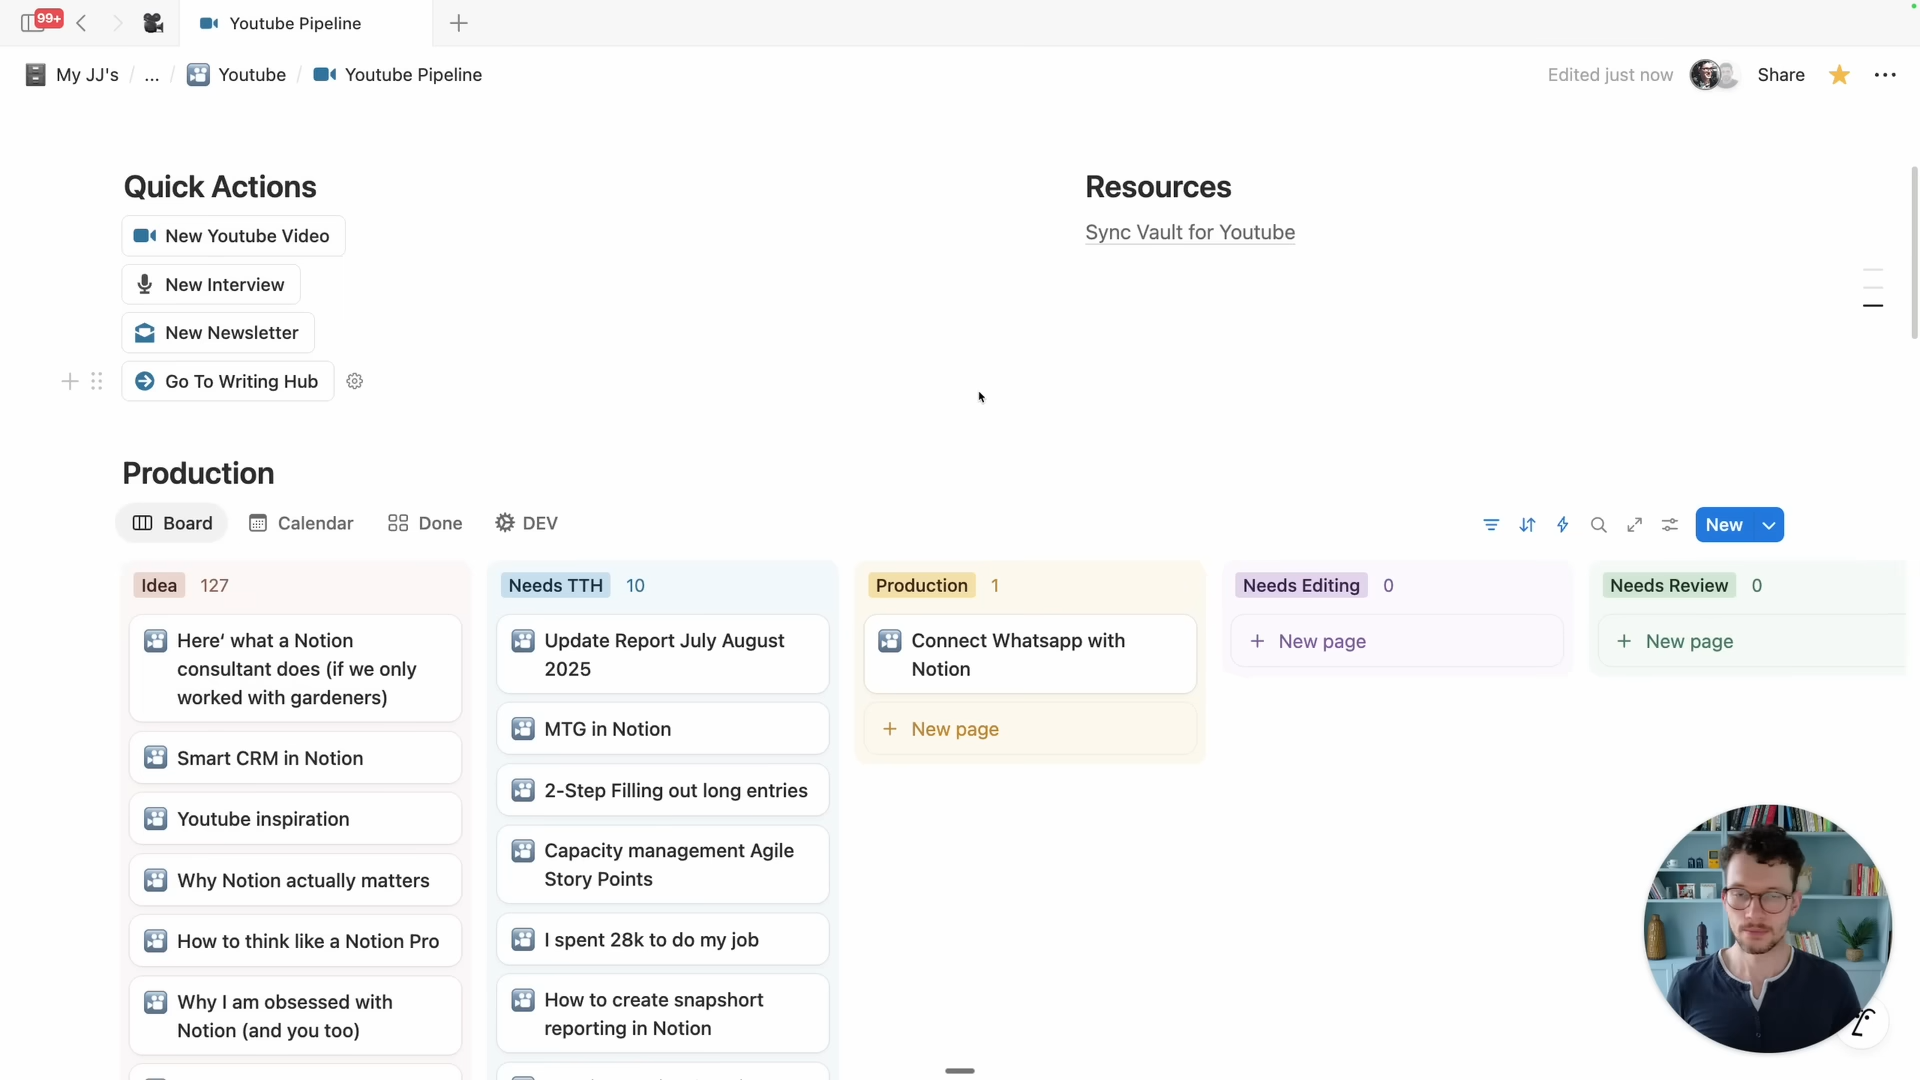 99+
Youtube Pipeline
My JJ's / ... / Youtube / Youtube Pipeline
Edited just now
Share
Quick Actions
New Youtube Video
New Interview
New Newsletter
Go To Writing Hub
Resources
Sync Vault for Youtube
Production
Board
Calendar
Done
DEV
New
Idea 127
Here‘ what a Notion
consultant does (if we only
worked with gardeners)
Smart CRM in Notion
Youtube inspiration
Why Notion actually matters
How to think like a Notion Pro
Why I am obsessed with
Notion (and you too)
Needs TTH 10
Update Report July August
2025
MTG in Notion
2-Step Filling out long entries
Capacity management Agile
Story Points
I spent 28k to do my job
How to create snapshort
reporting in Notion
Production 1
Connect Whatsapp with
Notion
+ New page
Needs Editing 0
+ New page
Needs Review 0
+ New page